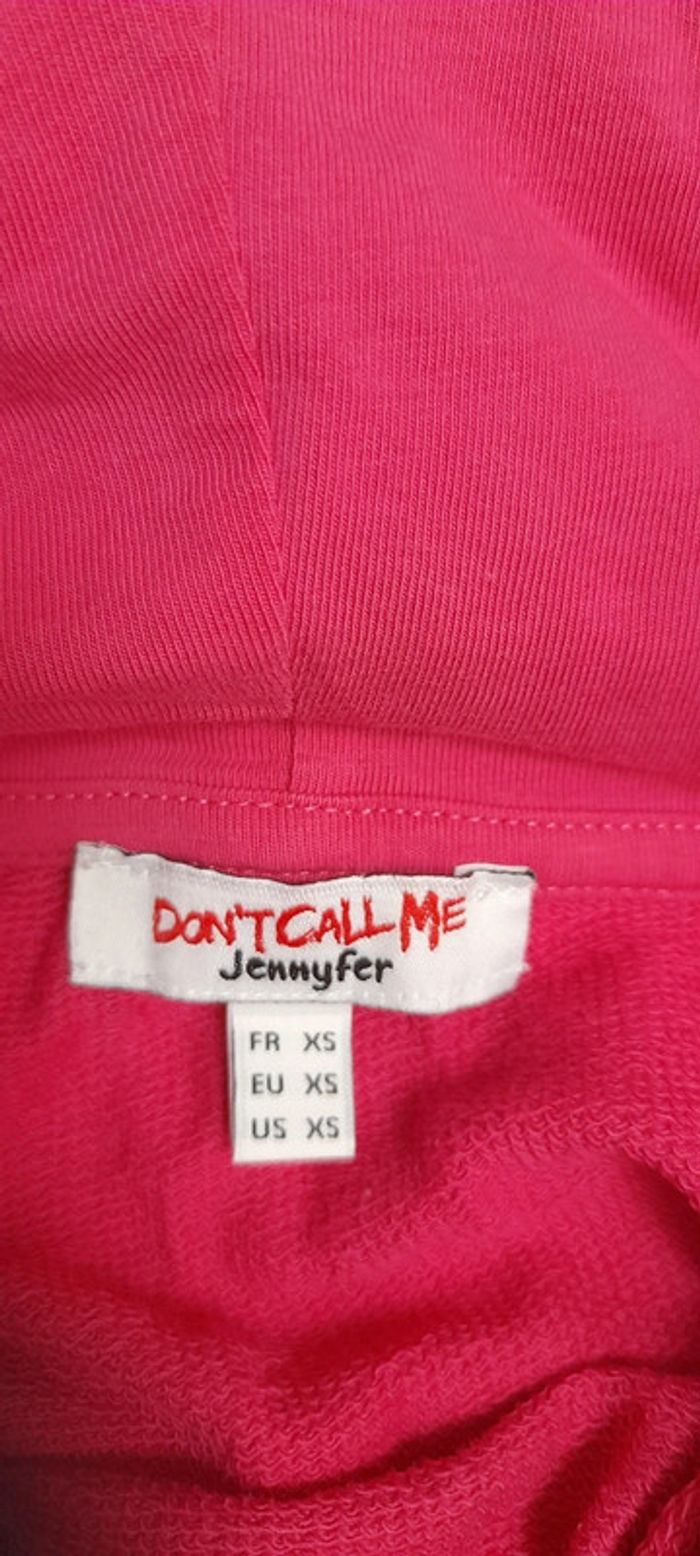 DON'T CALL ME
Jennyfer
FR XS
EU XS
US XS